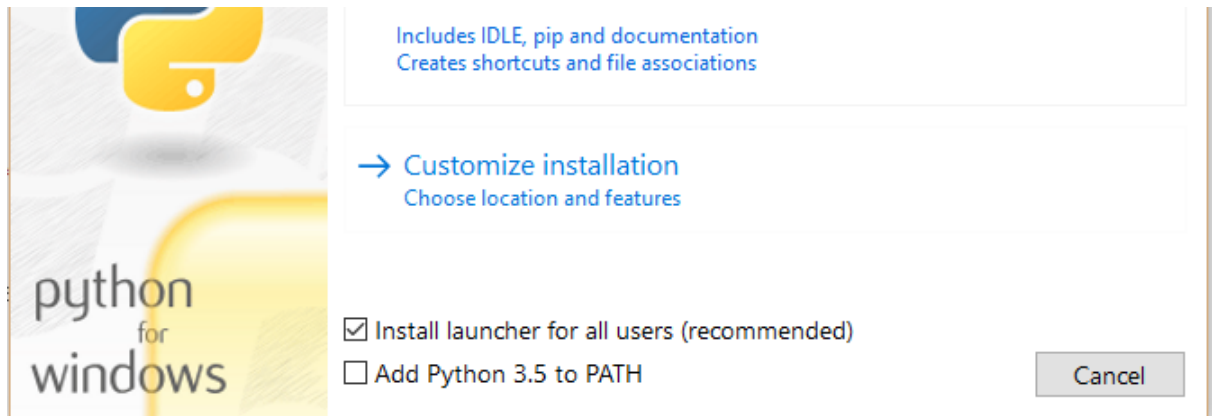 Includes IDLE, pip and documentation
Creates shortcuts and file associations
→ Customize installation
Choose location and features
python
for
windows
Install launcher for all users (recommended)
Add Python 3.5 to PATH
Cancel